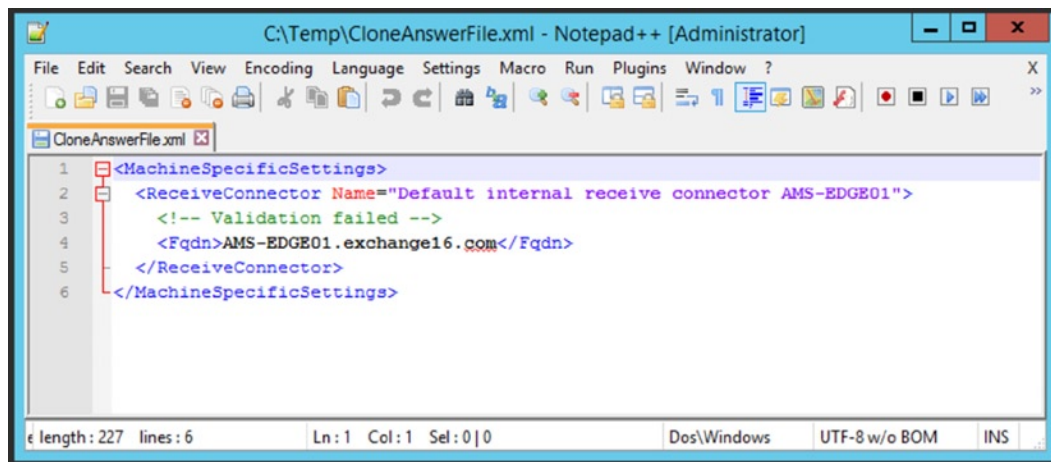 C:\Temp\CloneAnswerFile.xml - Notepad++ [Administrator]
File Edit Search View Encoding Language Settings Macro Run Plugins Window ? X
CloneAnswerFile.xml
1 <MachineSpecificSettings>
2 <ReceiveConnector Name="Default internal receive connector AMS-EDGE01">
3 <!-- Validation failed -->
4 <Fqdn>AMS-EDGE01.exchange16.com</Fqdn>
5 </ReceiveConnector>
6 </MachineSpecificSettings>
e length : 227 lines : 6 Ln : 1 Col : 1 Sel : 0 | 0 Dos\Windows UTF-8 w/o BOM INS